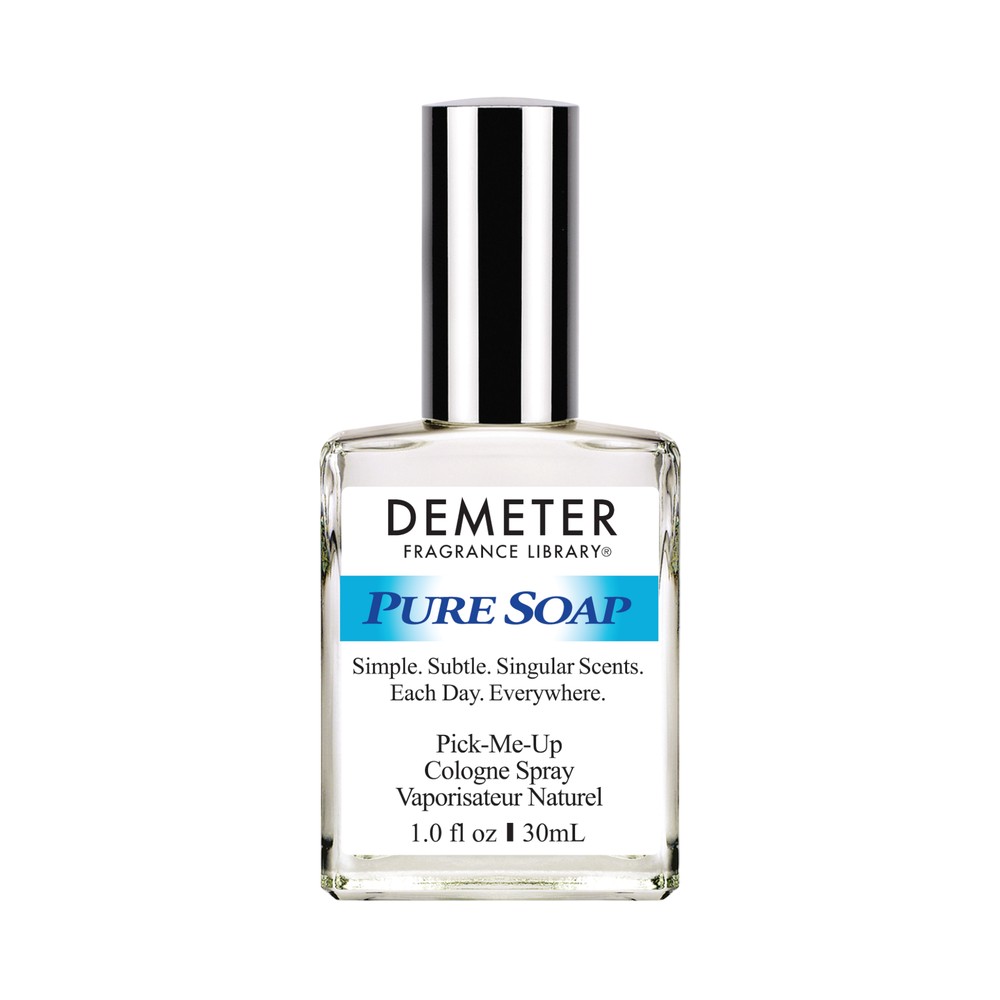 DEMETER
FRAGRANCE LIBRARY®
PURE SOAP
Simple. Subtle. Singular Scents.
Each Day. Everywhere.
Pick-Me-Up
Cologne Spray
Vaporisateur Naturel
1.0 fl oz ▌30mL